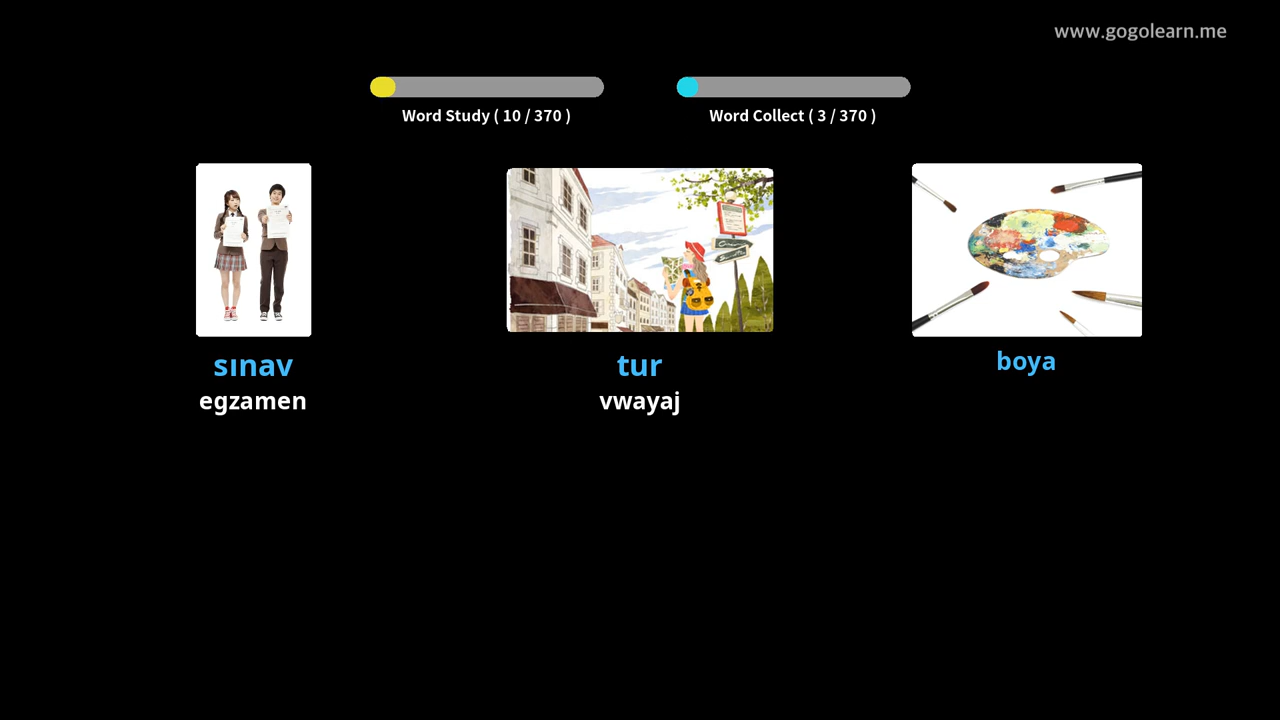 www.gogolearn.me
Word Study ( 10 / 370 )
Word Collect ( 3 / 370 )
sınav
tur
boya
egzamen
vwayaj